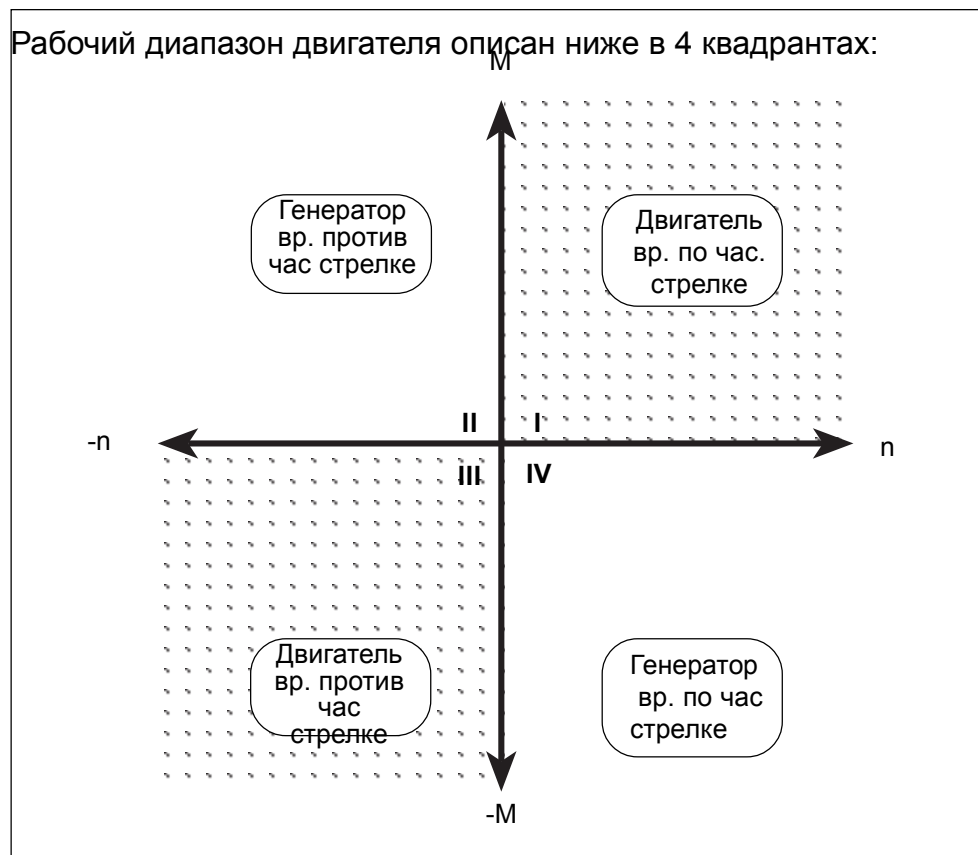 Рабочий диапазон двигателя описан ниже в 4 квадрантах:
M
Генератор
вр. против
час стрелке
Двигатель
вр. по час.
стрелке
II
I
-n
n
III
IV
Двигатель
вр. против
час
стрелке
Генератор
вр. по час
стрелке
-M